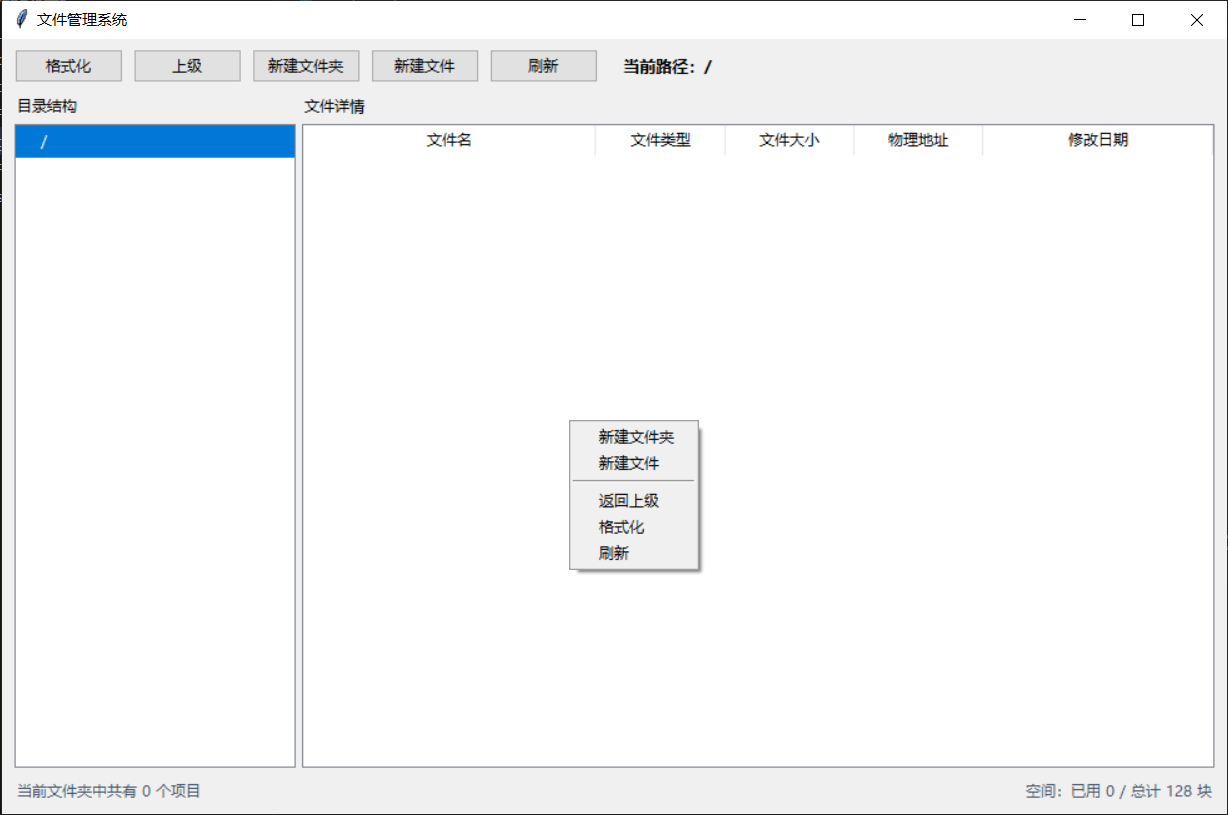 文件管理系统
格式化 上级 新建文件夹 新建文件 刷新 当前路径：/
目录结构 文件详情
/
文件名 文件类型 文件大小 物理地址 修改日期
新建文件夹
新建文件
返回上级
格式化
刷新
当前文件夹中共有 0 个项目 空间：已用 0 / 总计 128 块